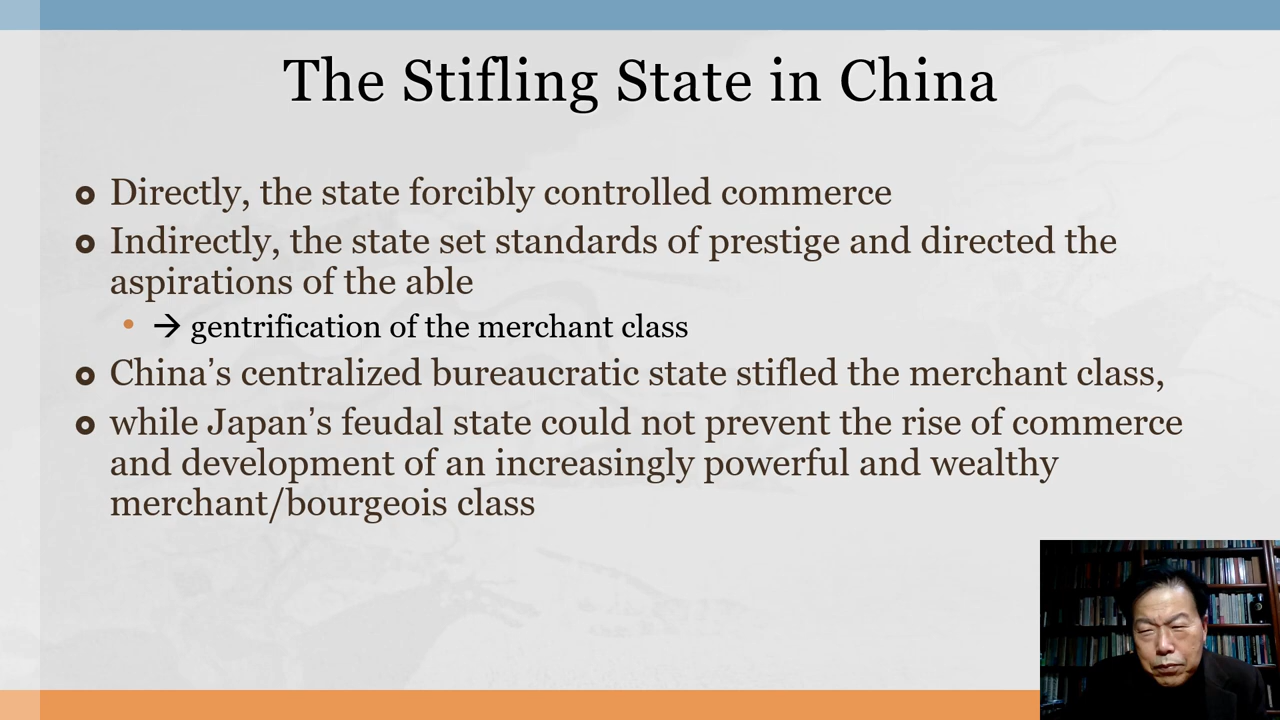 The Stifling State in China
Directly, the state forcibly controlled commerce
Indirectly, the state set standards of prestige and directed the
aspirations of the able
→ gentrification of the merchant class
China’s centralized bureaucratic state stifled the merchant class,
while Japan’s feudal state could not prevent the rise of commerce
and development of an increasingly powerful and wealthy
merchant/bourgeois class